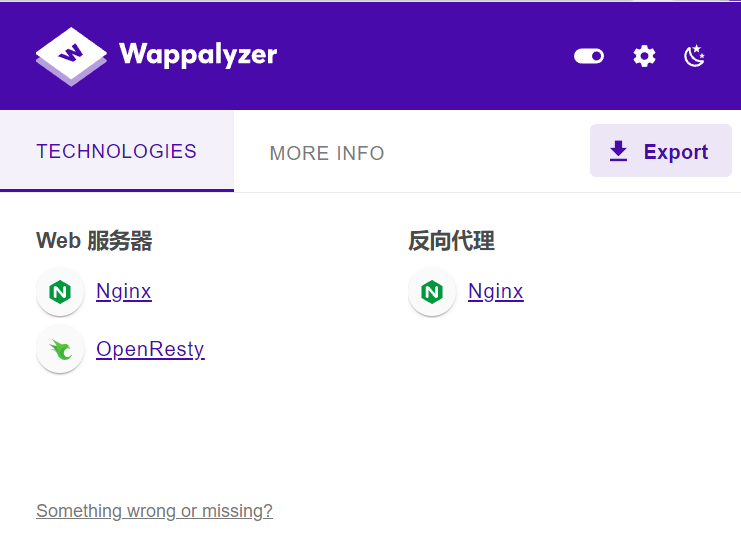 Wappalyzer
TECHNOLOGIES
MORE INFO
Export
Web 服务器
Nginx
OpenResty
反向代理
Nginx
Something wrong or missing?